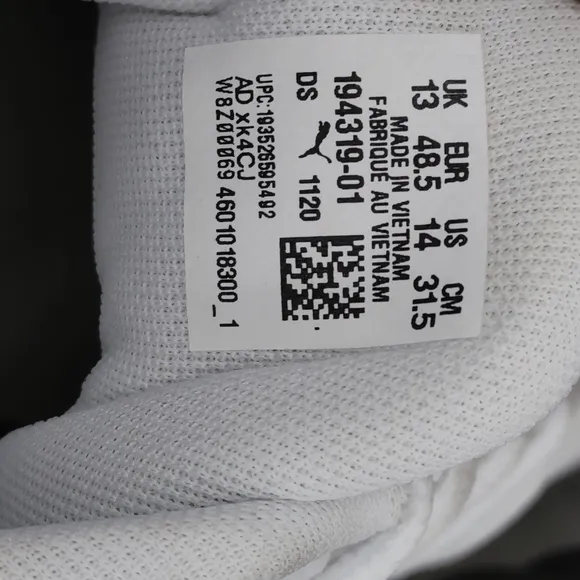 UK EUR US CM
13 48.5 14 31.5
MADE IN VIETNAM
FABRIQUE AU VIETNAM
194319-01
DS 1120
UPC:193526595492
AD xk4CJ
W8Z00069 4601018300_1